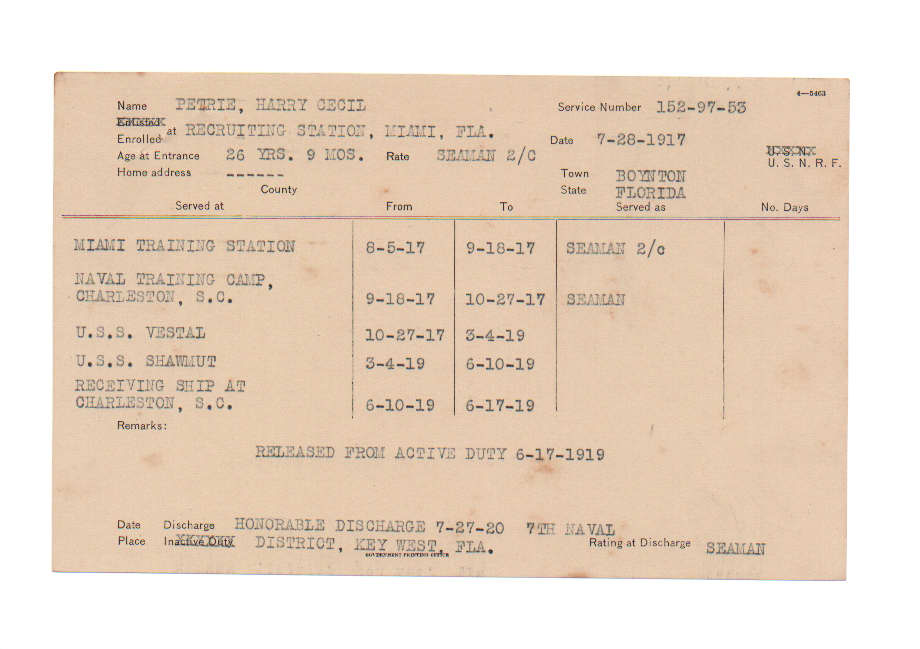 4—5463
Name PETRIE, HARRY CECIL Service Number 152-97-53
Enlisted
Enrolled at RECRUITING STATION, MIAMI, FLA. Date 7-28-1917
Age at Entrance 26 YRS. 9 MOS. Rate SEAMAN 2/C U. S. N.
U. S. N. R. F.
Home address ------ Town BOYNTON
County State FLORIDA
Served at From To Served as No. Days
MIAMI TRAINING STATION 8-5-17 9-18-17 SEAMAN 2/c
NAVAL TRAINING CAMP,
CHARLESTON, S.C. 9-18-17 10-27-17 SEAMAN
U.S.S. VESTAL 10-27-17 3-4-19
U.S.S. SHAWMUT 3-4-19 6-10-19
RECEIVING SHIP AT
CHARLESTON, S.C. 6-10-19 6-17-19
Remarks:
RELEASED FROM ACTIVE DUTY 6-17-1919
Date Discharge HONORABLE DISCHARGE 7-27-20 7TH NAVAL
Place Inactive Duty DISTRICT, KEY WEST, FLA. Rating at Discharge SEAMAN
GOVERNMENT PRINTING OFFICE